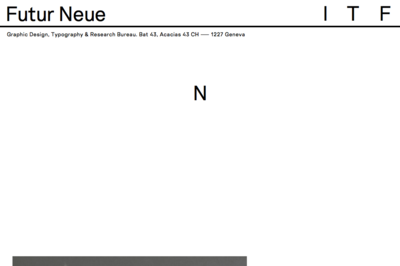 Futur Neue
I T F
Graphic Design, Typography & Research Bureau. Bat 43, Acacias 43 CH — 1227 Geneva
N